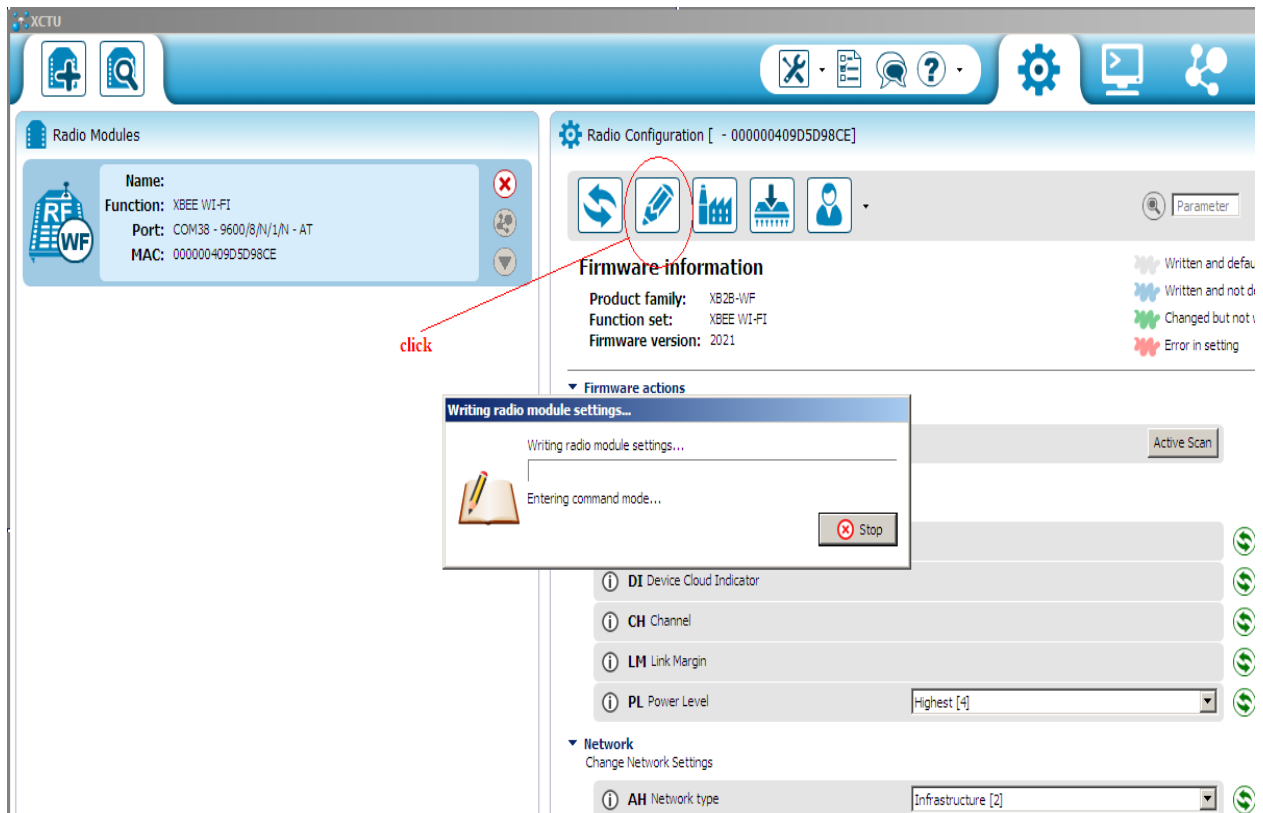 XCTU
Radio Modules
Name:
Function: XBEE WI-FI
Port: COM38 - 9600/8/N/1/N - AT
MAC: 000000409D5D98CE
RF
WF
click
Radio Configuration [ - 000000409D5D98CE]
Parameter
Firmware information
Product family: XB2B-WF
Function set: XBEE WI-FI
Firmware version: 2021
Written and defau
Written and not d
Changed but not
Error in setting
Firmware actions
Writing radio module settings...
Writing radio module settings...
Entering command mode...
Stop
Active Scan
DI Device Cloud Indicator
CH Channel
LM Link Margin
PL Power Level Highest [4]
Network
Change Network Settings
AH Network type Infrastructure [2]